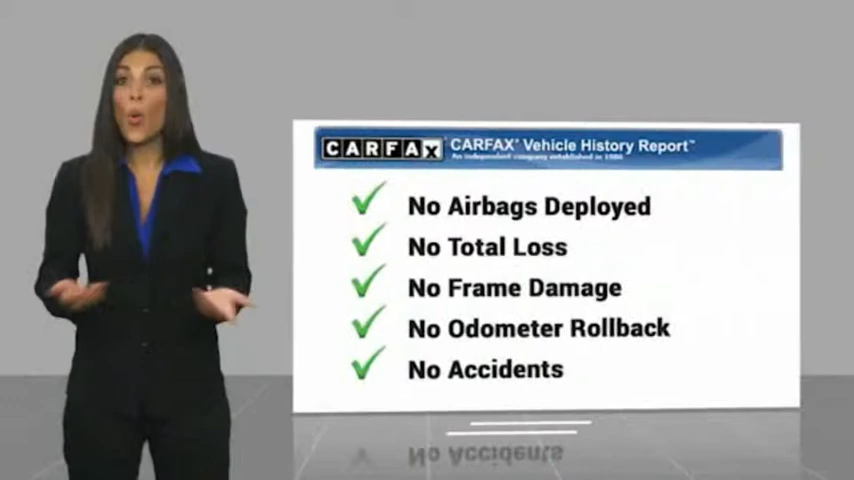 CARFAX CARFAX® Vehicle History Report™
An independent company established in 1986
No Airbags Deployed
No Total Loss
No Frame Damage
No Odometer Rollback
No Accidents
No Accidents